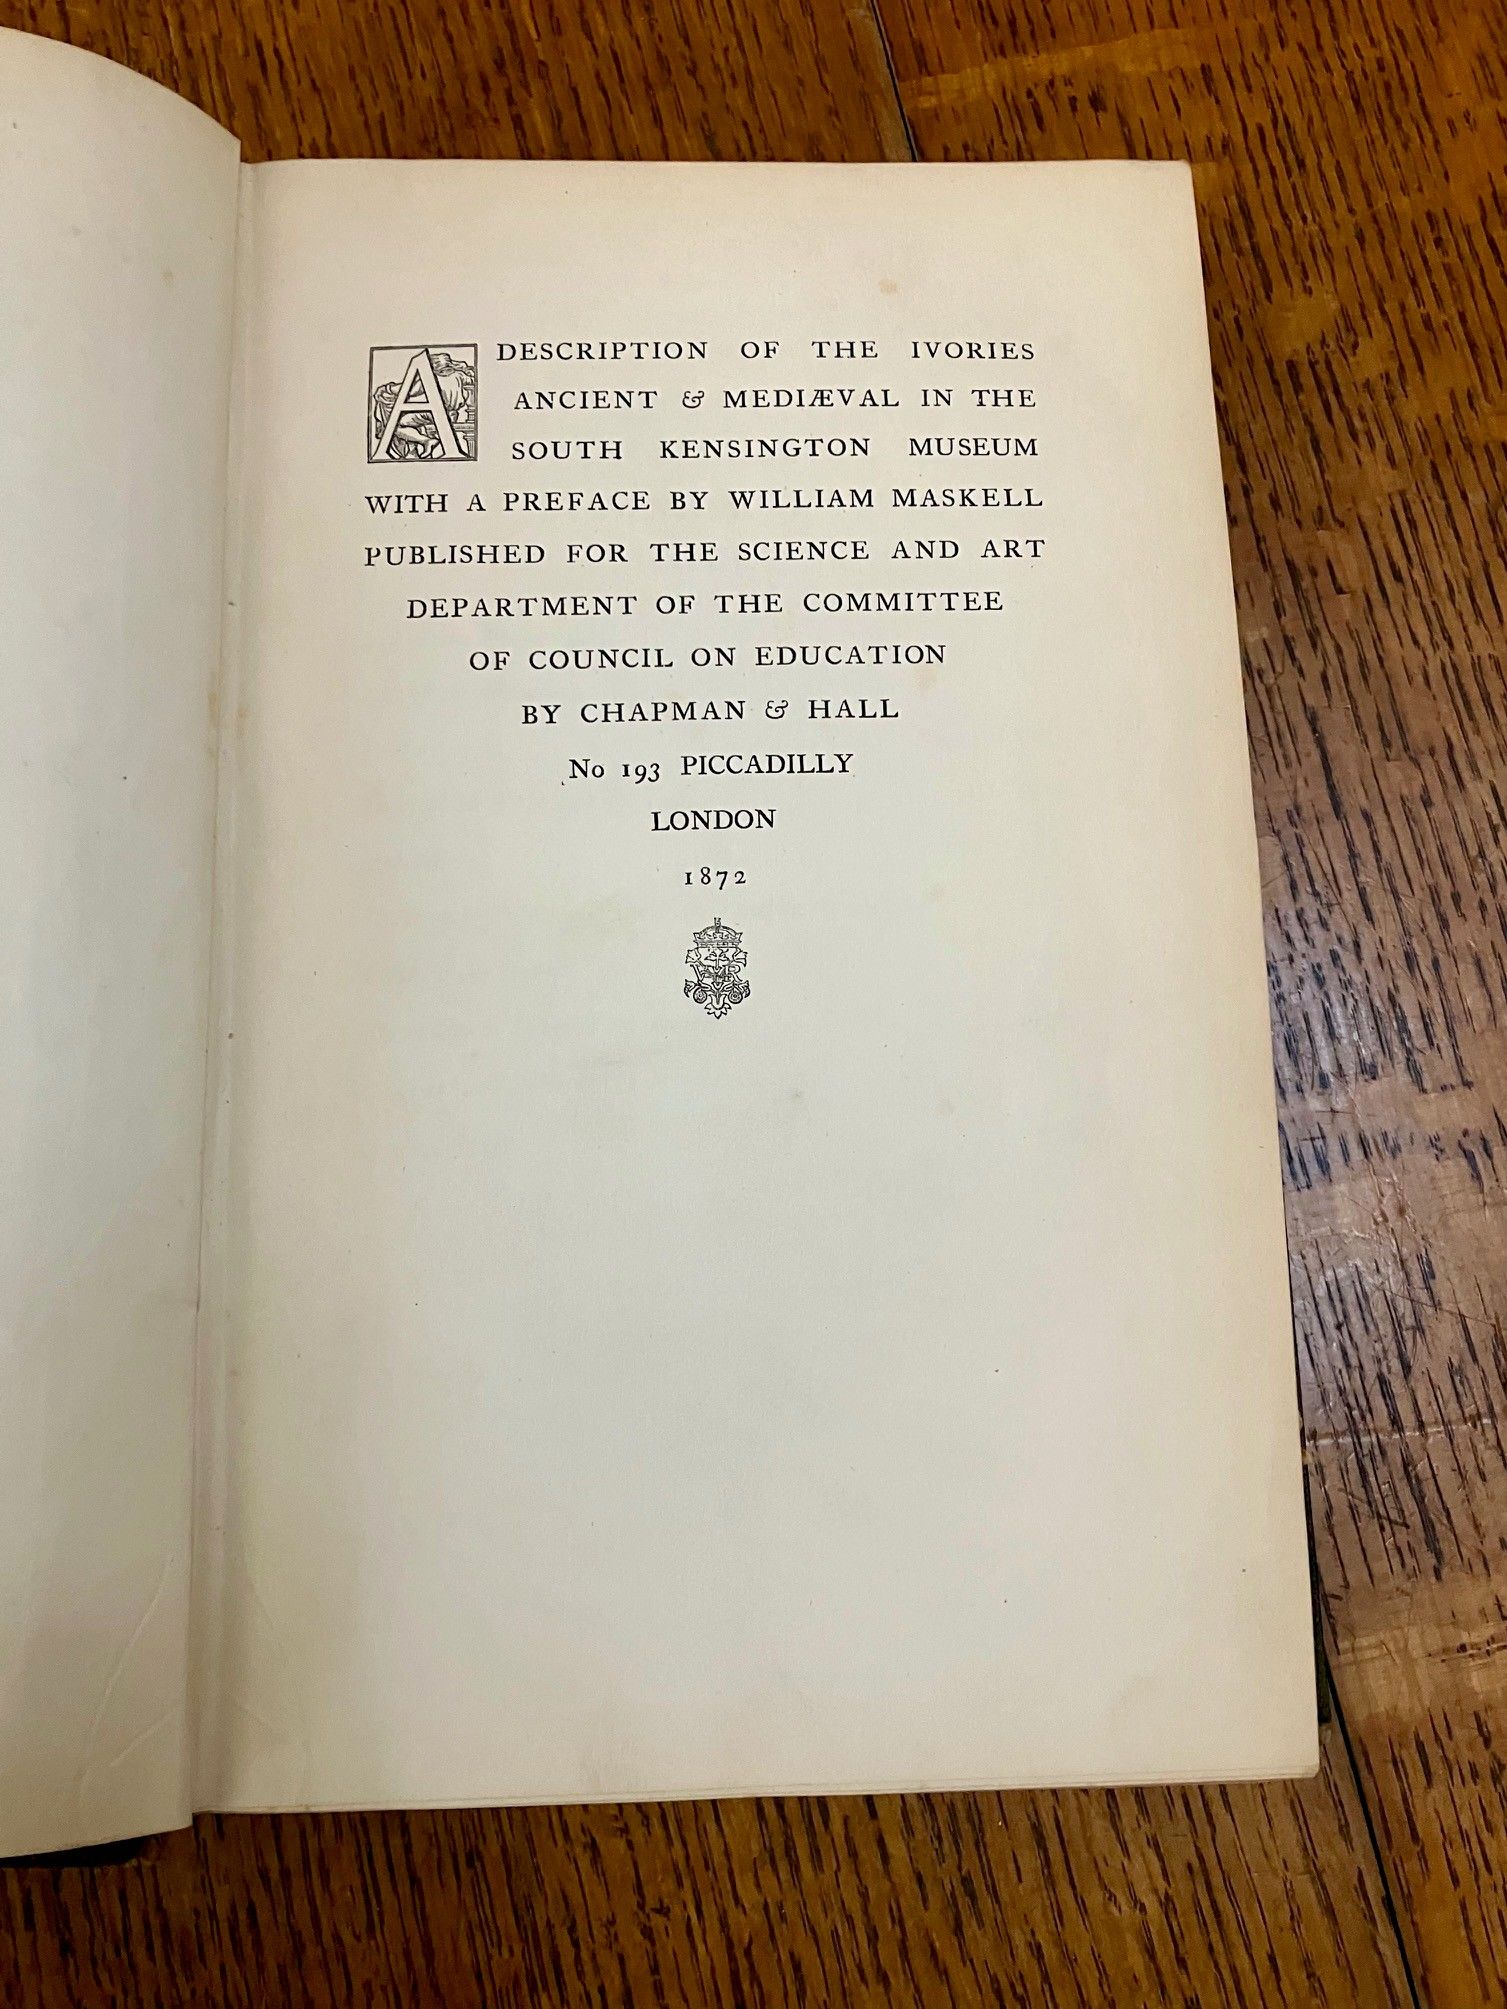 A DESCRIPTION OF THE IVORIES
ANCIENT & MEDIÆVAL IN THE
SOUTH KENSINGTON MUSEUM
WITH A PREFACE BY WILLIAM MASKELL
PUBLISHED FOR THE SCIENCE AND ART
DEPARTMENT OF THE COMMITTEE
OF COUNCIL ON EDUCATION
BY CHAPMAN & HALL
No 193 PICCADILLY
LONDON
1872